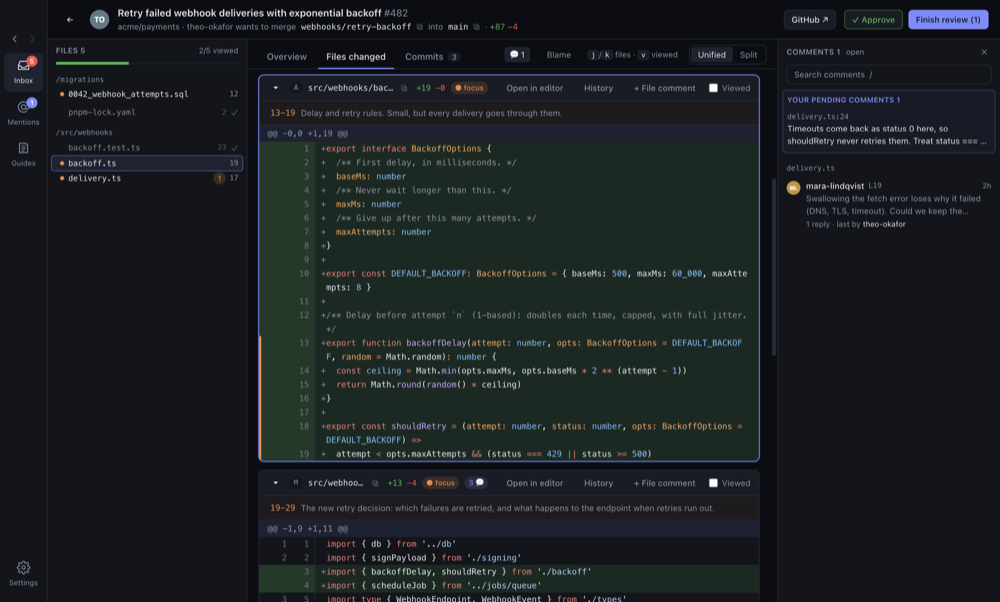 TO
Retry failed webhook deliveries with exponential backoff #482
acme/payments · theo-okafor wants to merge webhooks/retry-backoff into main · +87 −4
GitHub ↗
✓ Approve
Finish review (1)
5
Inbox
1
Mentions
Guides
Settings
FILES 5
2/5 viewed
/migrations
0042_webhook_attempts.sql 12
pnpm-lock.yaml 2 ✓
/src/webhooks
backoff.test.ts 23 ✓
backoff.ts 19
delivery.ts 1 17
Overview
Files changed
Commits 3
1
Blame
j / k files · v viewed
Unified
Split
A src/webhooks/bac… +19 −0 focus Open in editor History + File comment Viewed
13–19 Delay and retry rules. Small, but every delivery goes through them.
@@ -0,0 +1,19 @@
1 +export interface BackoffOptions {
2 + /** First delay, in milliseconds. */
3 + baseMs: number
4 + /** Never wait longer than this. */
5 + maxMs: number
6 + /** Give up after this many attempts. */
7 + maxAttempts: number
8 +}
9 +
10 +export const DEFAULT_BACKOFF: BackoffOptions = { baseMs: 500, maxMs: 60_000, maxAtte
mpts: 8 }
11 +
12 +/** Delay before attempt `n` (1-based): doubles each time, capped, with full jitter.
*/
13 +export function backoffDelay(attempt: number, opts: BackoffOptions = DEFAULT_BACKOF
F, random = Math.random): number {
14 + const ceiling = Math.min(opts.maxMs, opts.baseMs * 2 ** (attempt - 1))
15 + return Math.round(random() * ceiling)
16 +}
17 +
18 +export const shouldRetry = (attempt: number, status: number, opts: BackoffOptions =
DEFAULT_BACKOFF) =>
19 + attempt < opts.maxAttempts && (status === 429 || status >= 500)
M src/webhoo… +13 −4 focus 3 Open in editor History + File comment Viewed
19–29 The new retry decision: which failures are retried, and what happens to the endpoint when retries run out.
@@ -1,9 +1,11 @@
1 1 import { db } from '../db'
2 2 import { signPayload } from './signing'
3 +import { backoffDelay, shouldRetry } from './backoff'
4 +import { scheduleJob } from '../jobs/queue'
3 5 import type { WebhookEndpoint, WebhookEvent } from './types'
COMMENTS 1 open
Search comments /
YOUR PENDING COMMENTS 1
delivery.ts:24
Timeouts come back as status 0 here, so
shouldRetry never retries them. Treat status === …
delivery.ts
ML
mara-lindqvist L19 2h
Swallowing the fetch error loses why it failed
(DNS, TLS, timeout). Could we keep the…
1 reply · last by theo-okafor